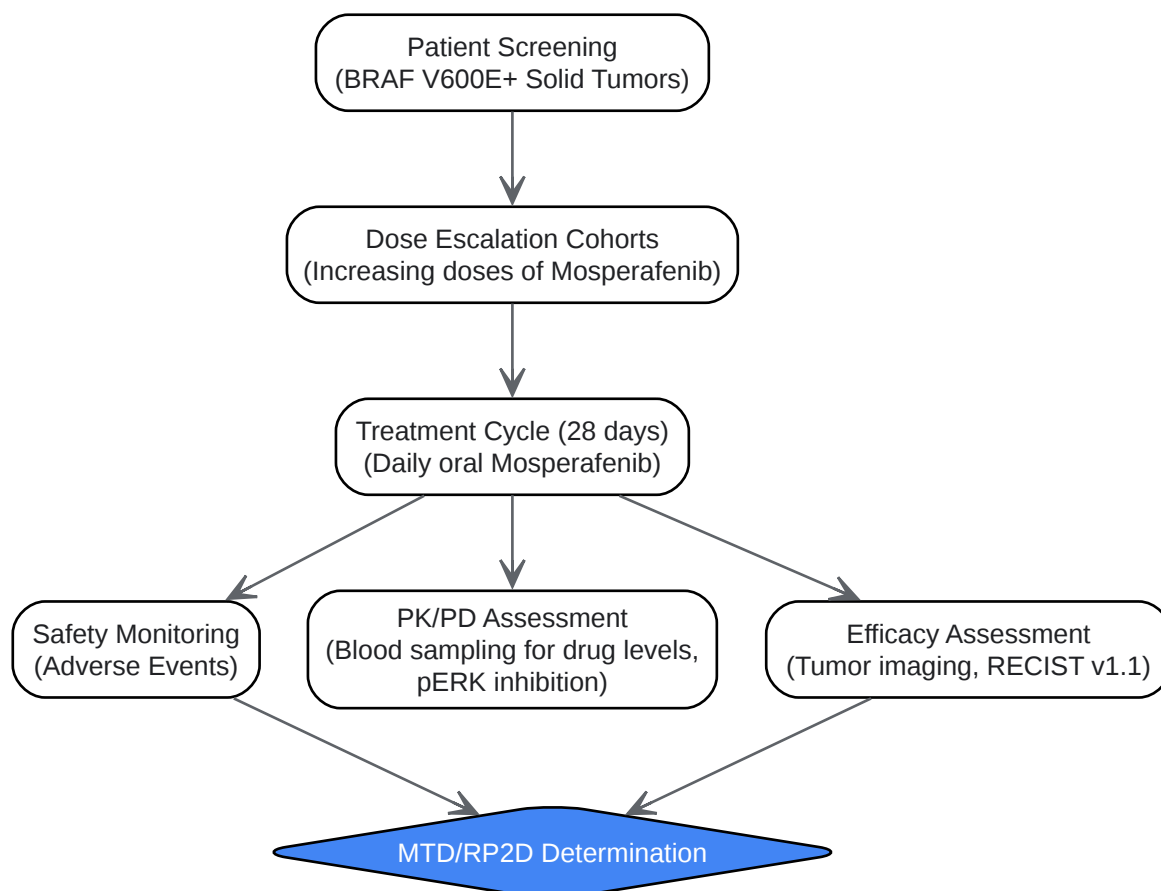 Patient Screening
(BRAF V600E+ Solid Tumors)
Dose Escalation Cohorts
(Increasing doses of Mosperafenib)
Treatment Cycle (28 days)
(Daily oral Mosperafenib)
Safety Monitoring
(Adverse Events)
PK/PD Assessment
(Blood sampling for drug levels,
pERK inhibition)
Efficacy Assessment
(Tumor imaging, RECIST v1.1)
MTD/RP2D Determination